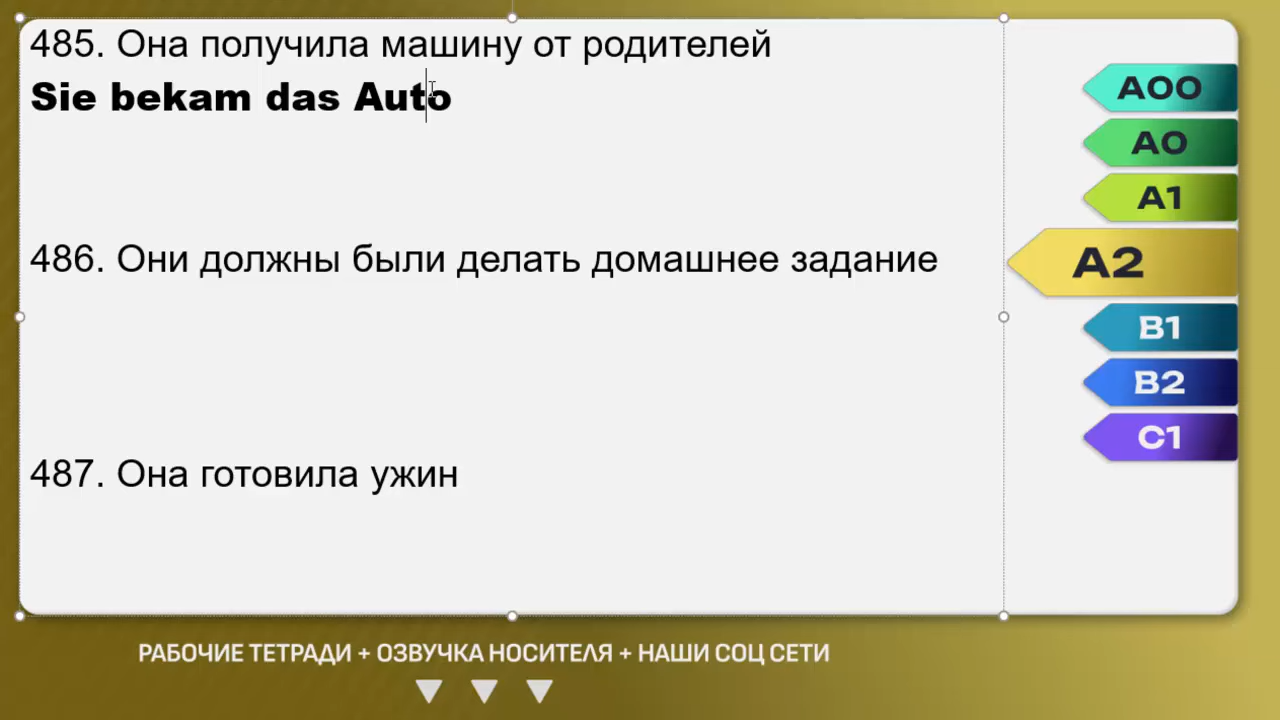 485. Она получила машину от родителей
Sie bekam das Auto
486. Они должны были делать домашнее задание
487. Она готовила ужин
A00
A0
A1
A2
B1
B2
C1
РАБОЧИЕ ТЕТРАДИ + ОЗВУЧКА НОСИТЕЛЯ + НАШИ СОЦ СЕТИ